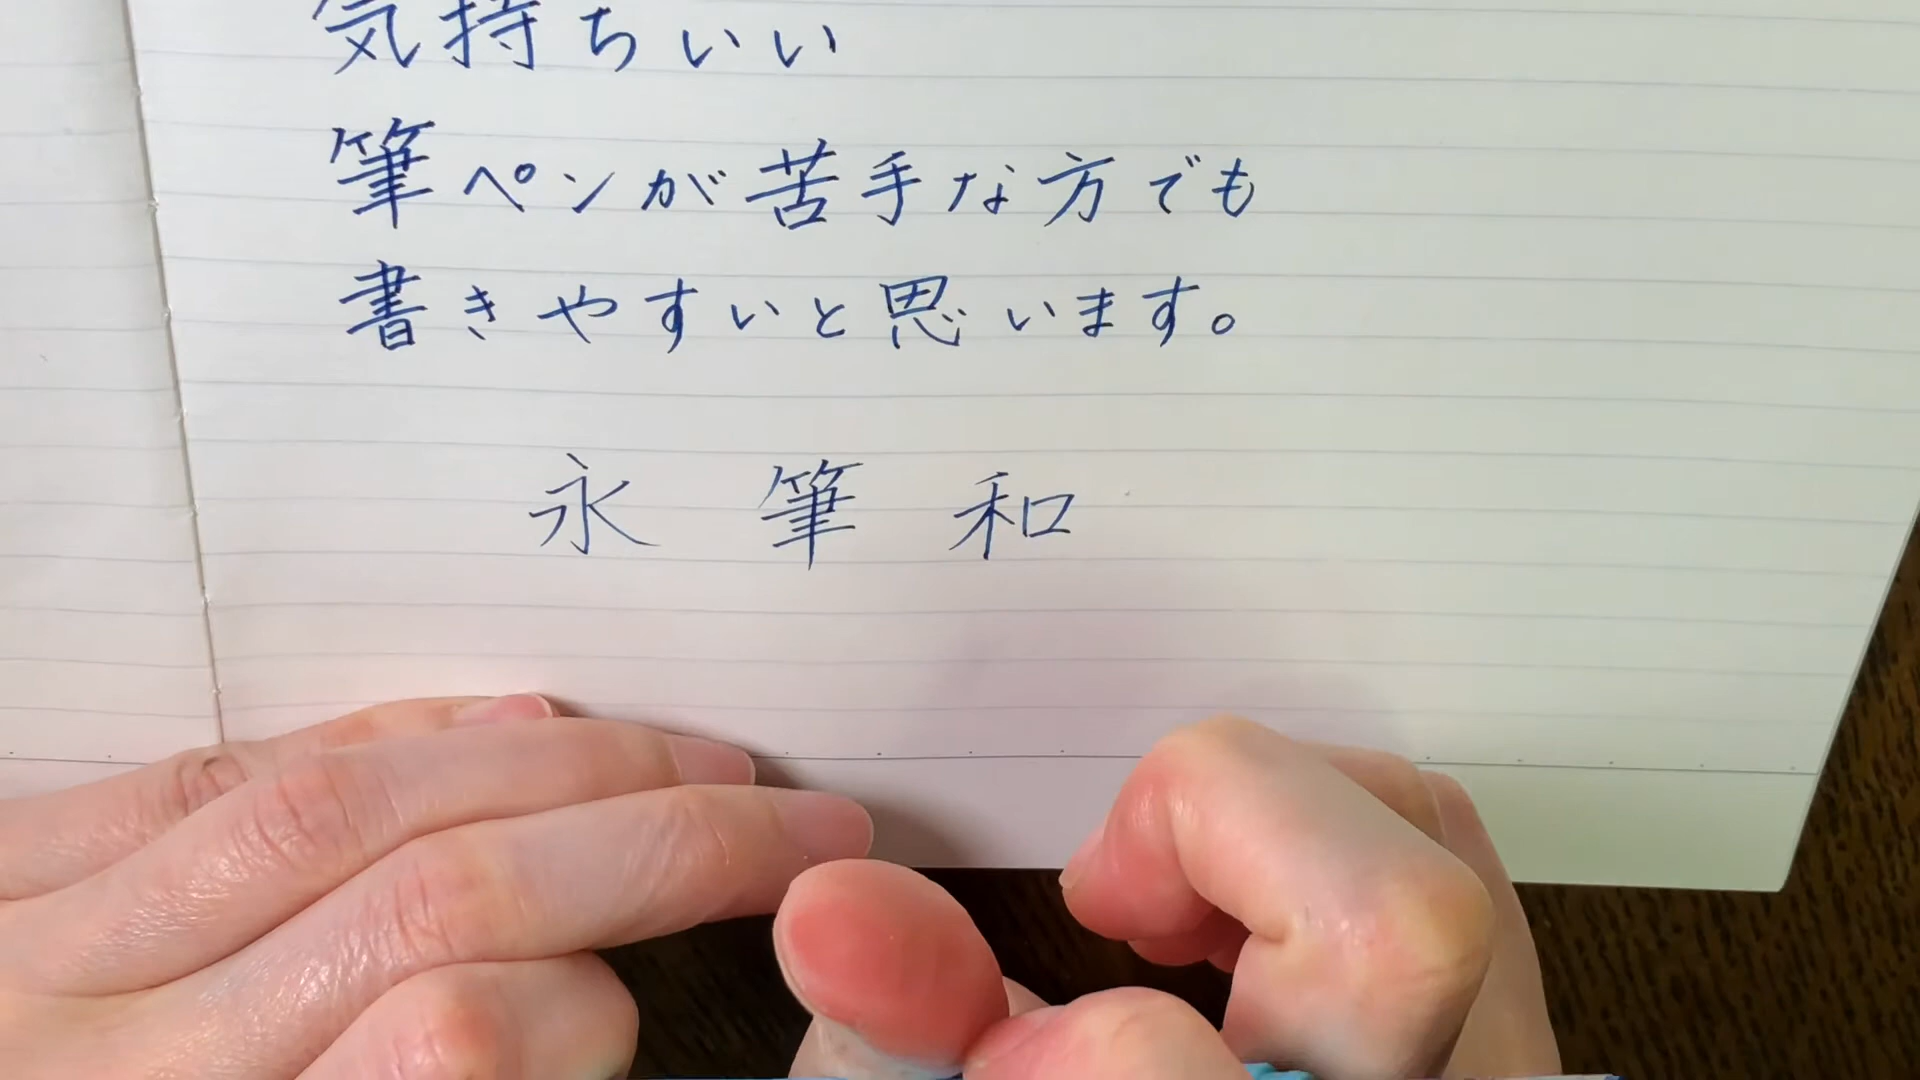 気持ちいい
筆ペンが苦手な方でも
書きやすいと思います。
永 筆 和